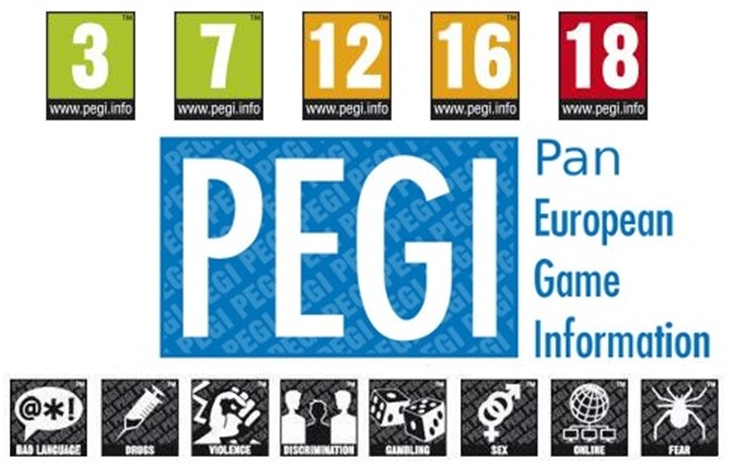 3 7 12 16 18
www.pegi.info www.pegi.info www.pegi.info www.pegi.info www.pegi.info
PEGI
Pan
European
Game
Information
@*!
BAD LANGUAGE DRUGS VIOLENCE DISCRIMINATION GAMBLING SEX ONLINE FEAR